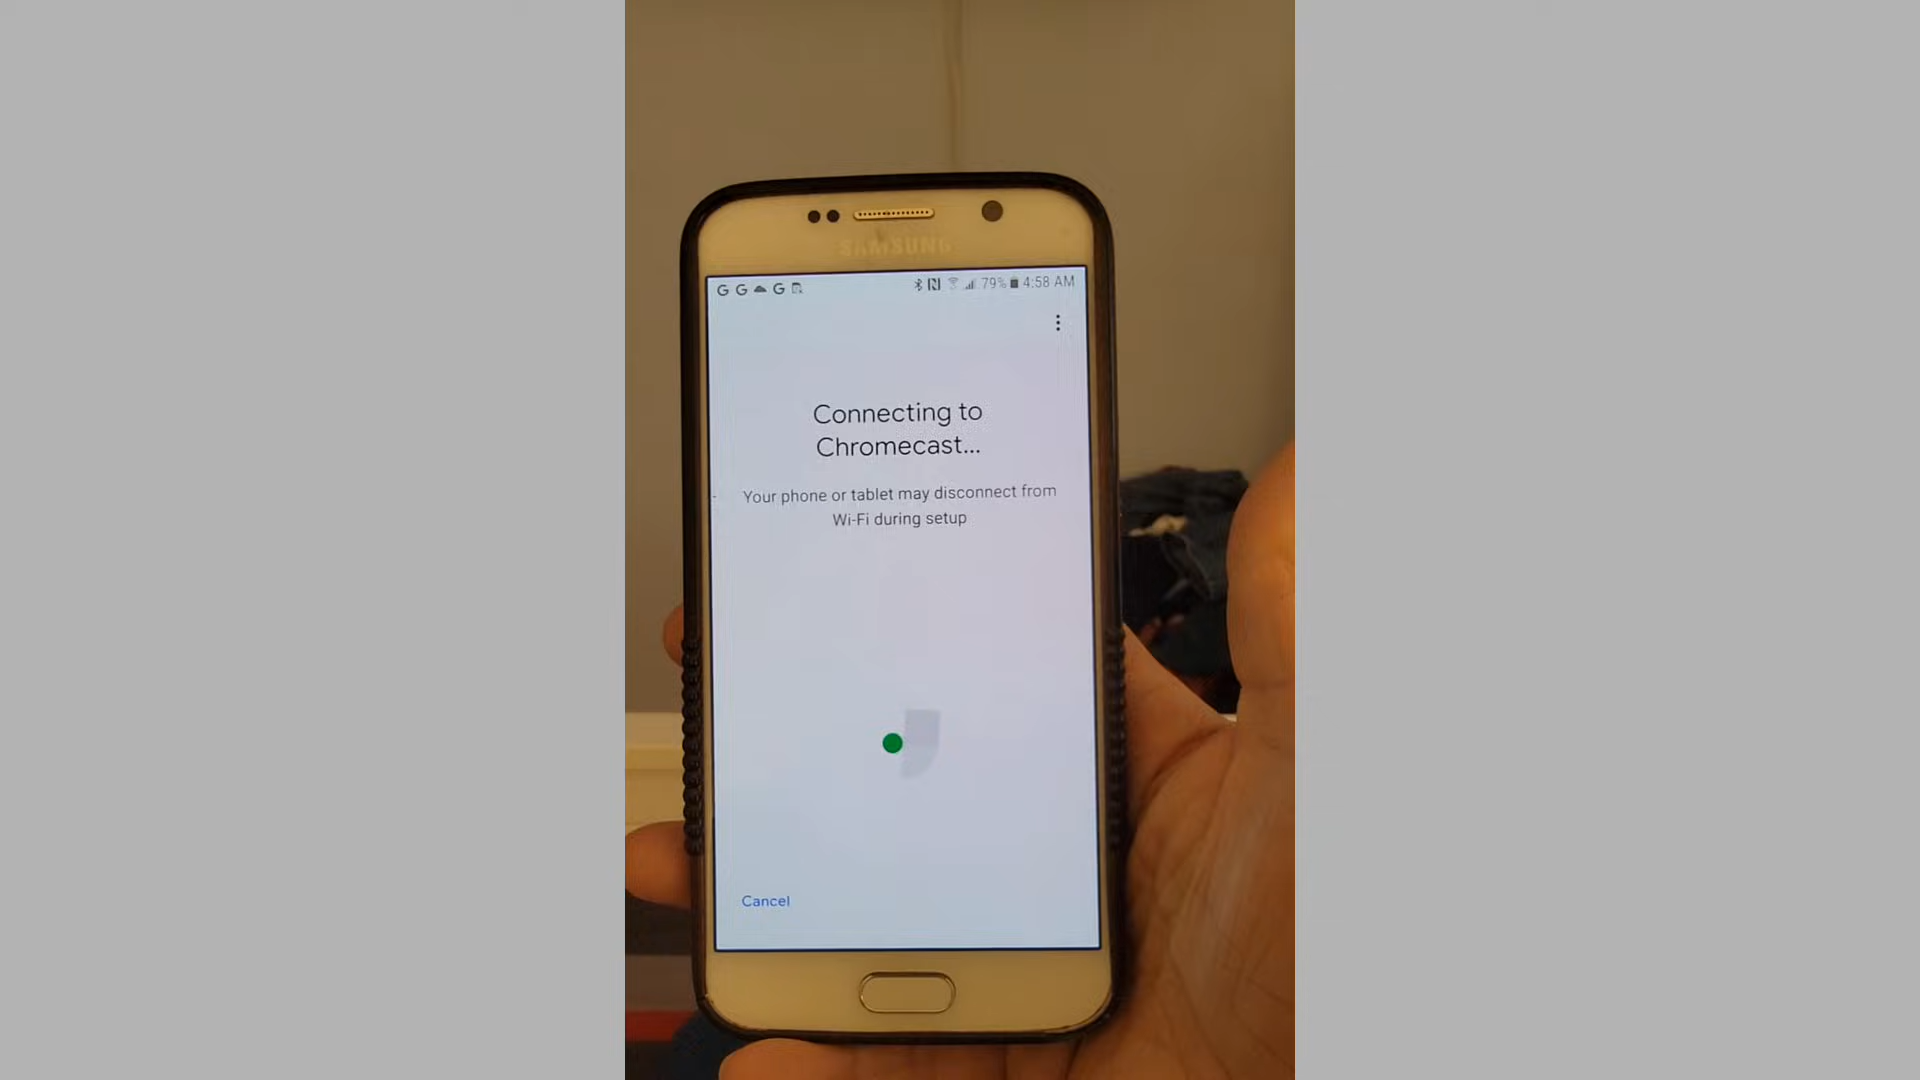 SAMSUNG
G G G 79% 4:58 AM
Connecting to
Chromecast...
Your phone or tablet may disconnect from
Wi-Fi during setup
Cancel